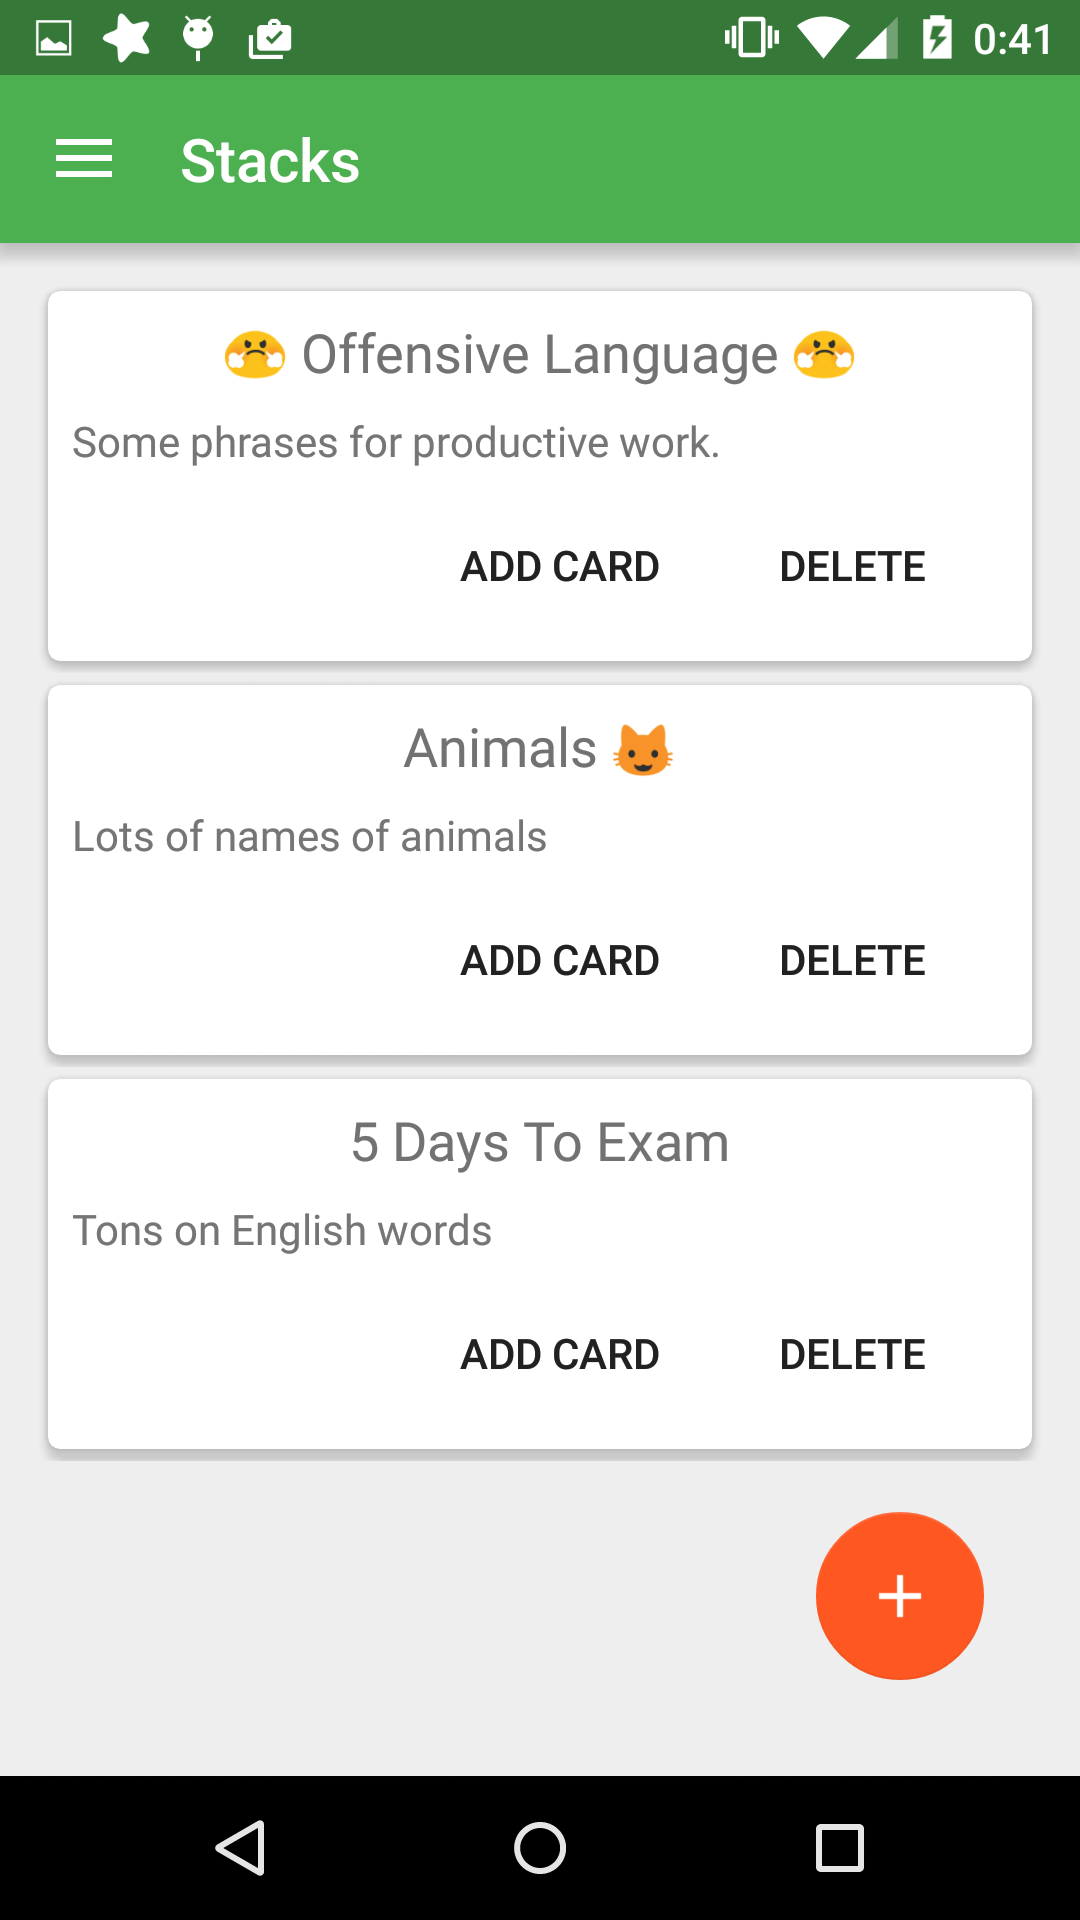 0:41
Stacks
😤 Offensive Language 😤
Some phrases for productive work.
ADD CARD DELETE
Animals 🐱
Lots of names of animals
ADD CARD DELETE
5 Days To Exam
Tons on English words
ADD CARD DELETE